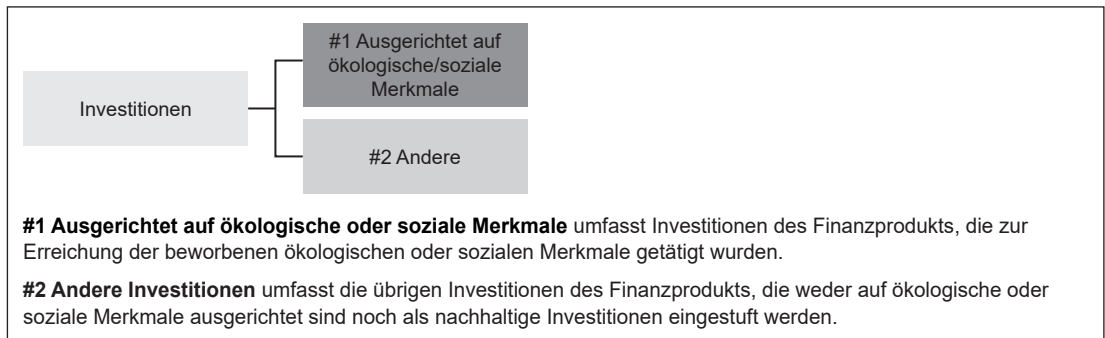 #1 Ausgerichtet auf
ökologische/soziale
Merkmale
Investitionen
#2 Andere
#1 Ausgerichtet auf ökologische oder soziale Merkmale umfasst Investitionen des Finanzprodukts, die zur
Erreichung der beworbenen ökologischen oder sozialen Merkmale getätigt wurden.
#2 Andere Investitionen umfasst die übrigen Investitionen des Finanzprodukts, die weder auf ökologische oder
soziale Merkmale ausgerichtet sind noch als nachhaltige Investitionen eingestuft werden.